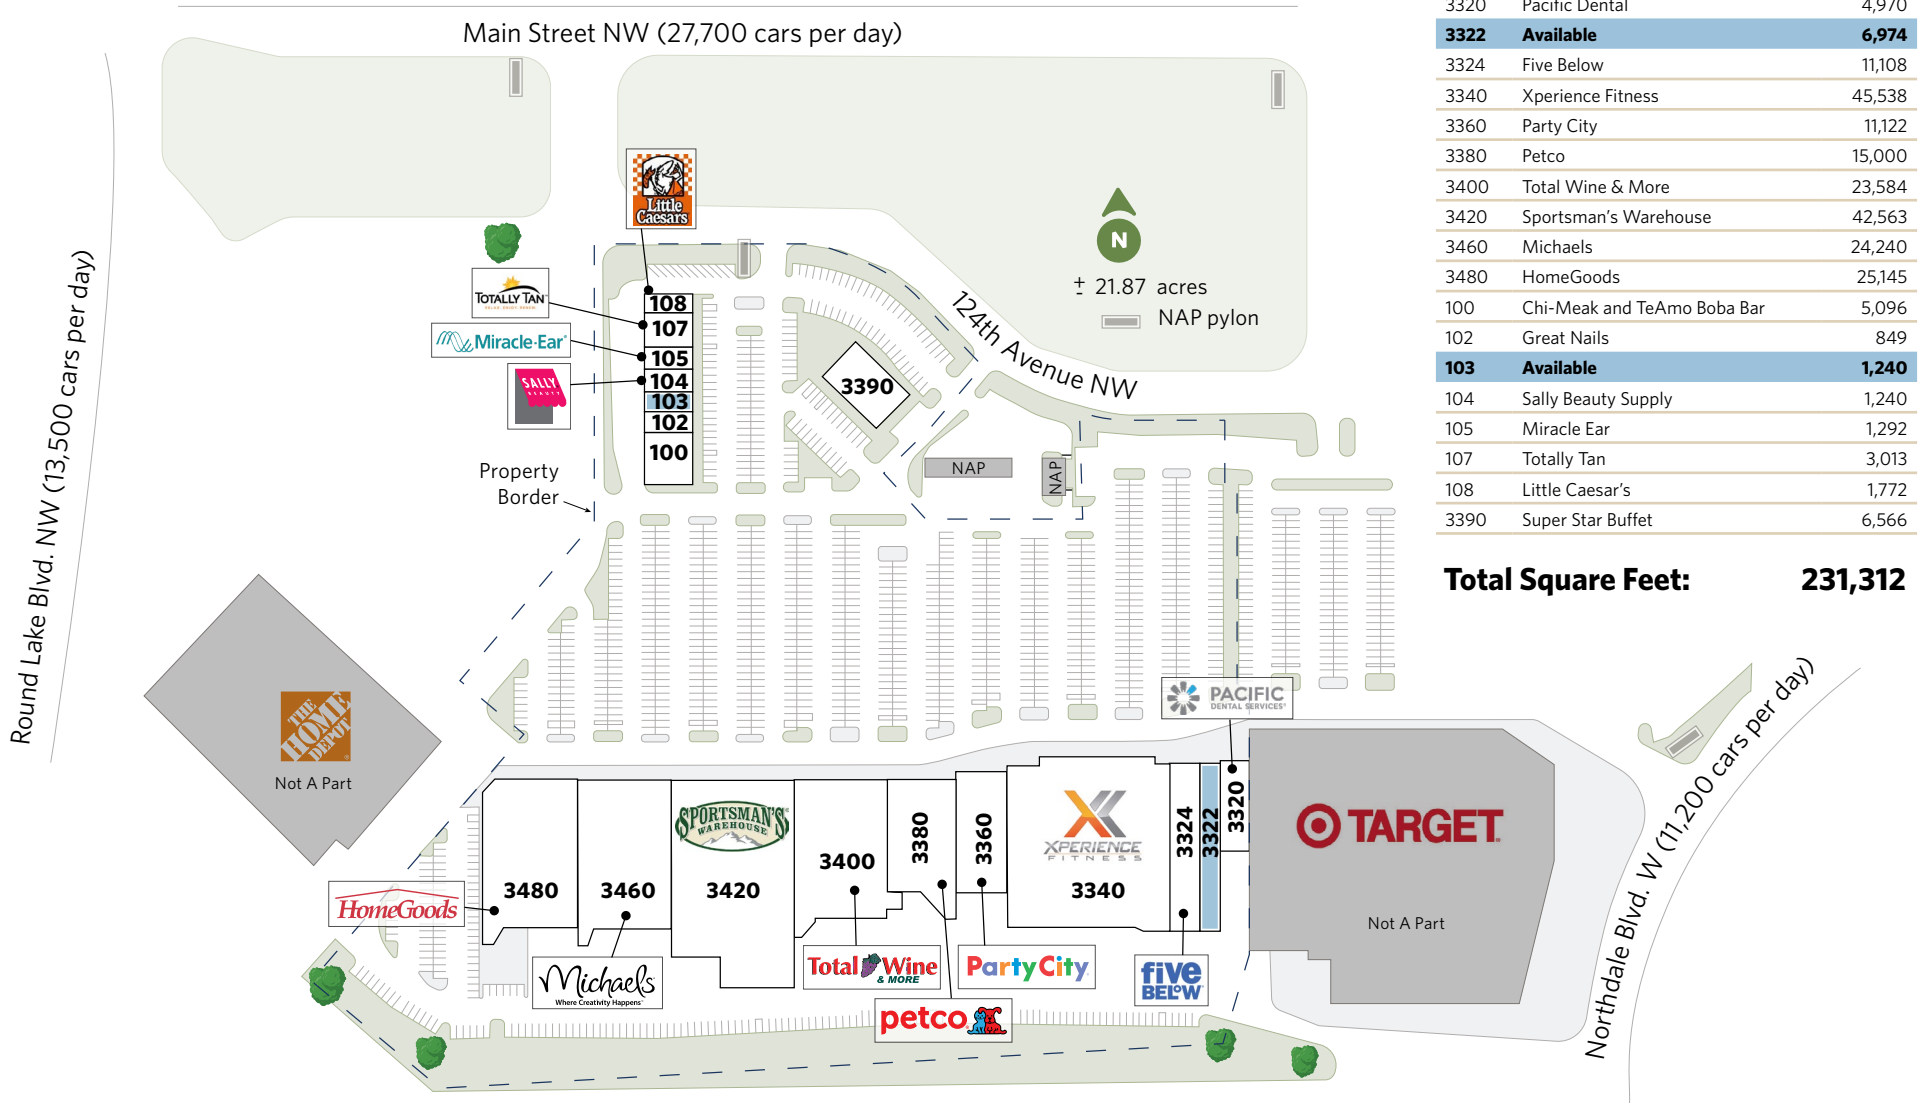 Main Street NW (27,700 cars per day)
Round Lake Blvd. NW (13,500 cars per day)
Little
Caesars
TOTALLY TAN
Miracle-Ear®
SALLY
BEAUTY
108
107
105
104
103
102
100
3390
124th Avenue NW
N
± 21.87 acres
NAP pylon
NAP
NAP
Property
Border
THE
HOME
DEPOT
Not A Part
PACIFIC
DENTAL SERVICES®
3480
3460
SPORTSMAN'S
WAREHOUSE
3420
3400
3380
3360
XPERIENCE
FITNESS
3340
3324
3322
3320
TARGET
Not A Part
HomeGoods
Michaels
Where Creativity Happens™
Total Wine
& MORE
petco
PartyCity
five
BELOW
Northdale Blvd. W (11,200 cars per day)
3320 Pacific Dental 4,970
3322 Available 6,974
3324 Five Below 11,108
3340 Xperience Fitness 45,538
3360 Party City 11,122
3380 Petco 15,000
3400 Total Wine & More 23,584
3420 Sportsman's Warehouse 42,563
3460 Michaels 24,240
3480 HomeGoods 25,145
100 Chi-Meak and TeAmo Boba Bar 5,096
102 Great Nails 849
103 Available 1,240
104 Sally Beauty Supply 1,240
105 Miracle Ear 1,292
107 Totally Tan 3,013
108 Little Caesar's 1,772
3390 Super Star Buffet 6,566
Total Square Feet: 231,312